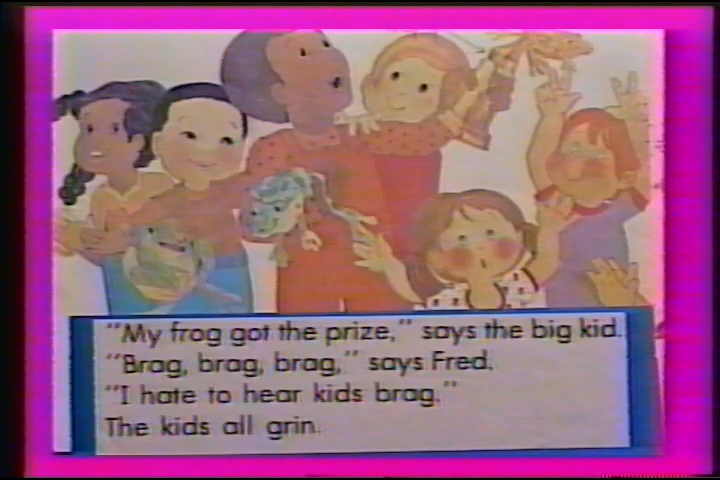 "My frog got the prize," says the big kid.
"Brag, brag, brag," says Fred.
"I hate to hear kids brag."
The kids all grin.